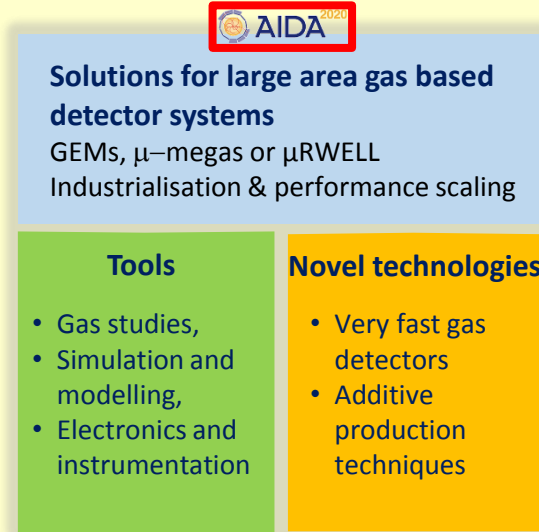 AIDA 2020
Solutions for large area gas based
detector systems
GEMs, μ−megas or μRWELL
Industrialisation & performance scaling
Tools
• Gas studies,
• Simulation and
modelling,
• Electronics and
instrumentation
Novel technologies
• Very fast gas
detectors
• Additive
production
techniques